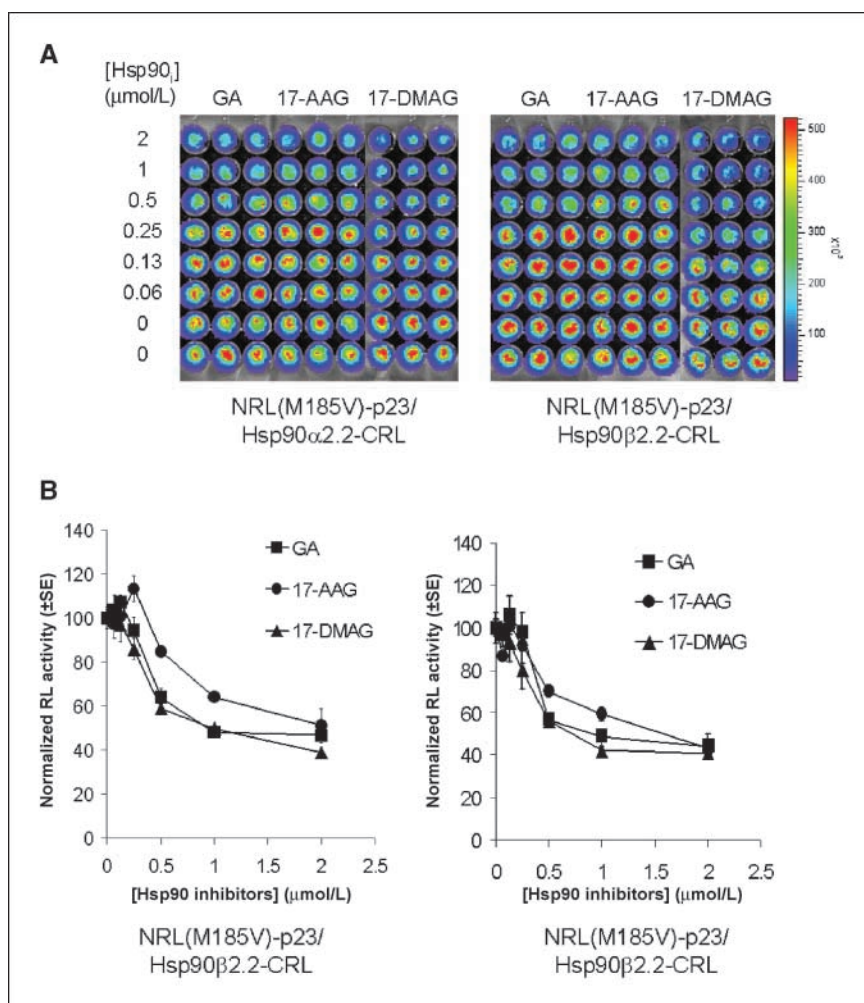 A
[Hsp90i]
(μmol/L)
GA 17-AAG 17-DMAG GA 17-AAG 17-DMAG
2
1
0.5
0.25
0.13
0.06
0
0
500
400
300
200
100
NRL(M185V)-p23/
Hsp90α2.2-CRL
NRL(M185V)-p23/
Hsp90β2.2-CRL
B
Normalized RL activity (±SE)
140
120
100
80
60
40
20
0
0 0.5 1 1.5 2 2.5
GA
17-AAG
17-DMAG
[Hsp90 inhibitors] (μmol/L)
NRL(M185V)-p23/
Hsp90β2.2-CRL
Normalized RL activity (±SE)
140
120
100
80
60
40
20
0
0 0.5 1 1.5 2 2.5
GA
17-AAG
17-DMAG
[Hsp90 inhibitors] (μmol/L)
NRL(M185V)-p23/
Hsp90β2.2-CRL